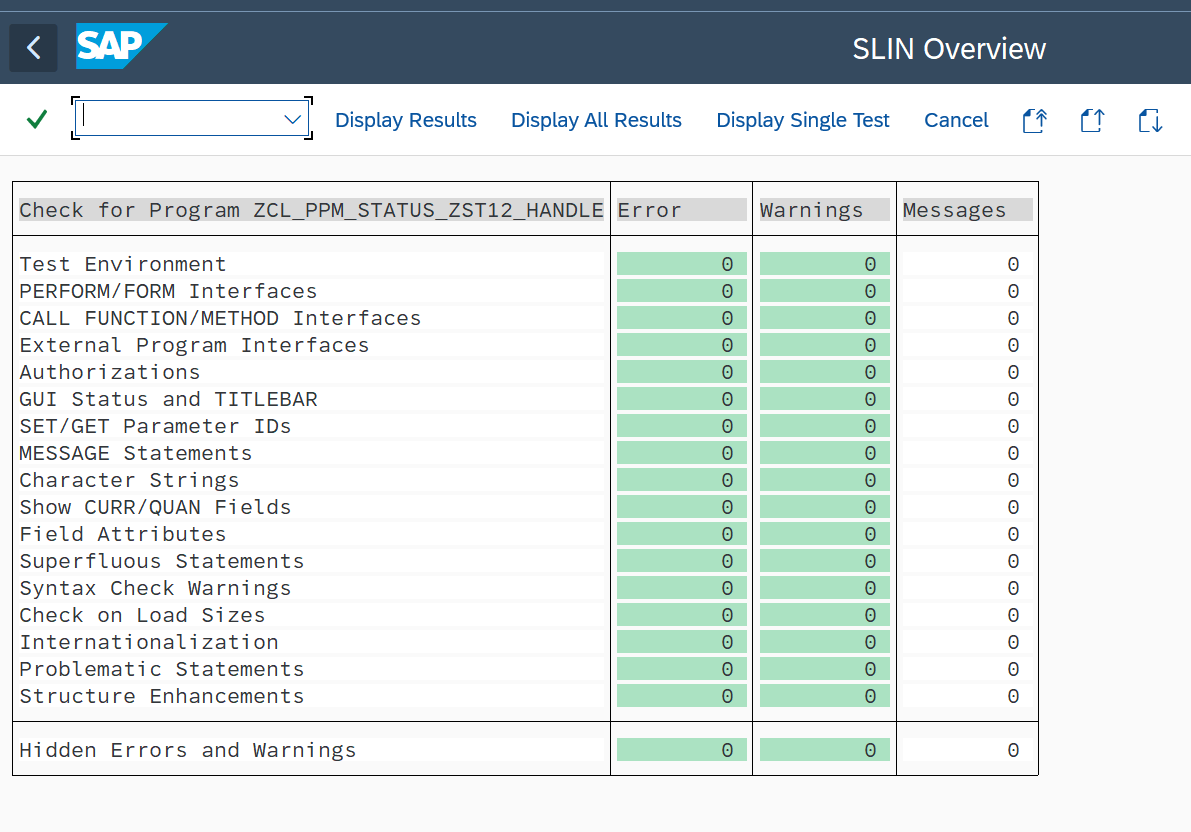 SAP SLIN Overview
Display Results Display All Results Display Single Test Cancel
Check for Program ZCL_PPM_STATUS_ZST12_HANDLE Error Warnings Messages
Test Environment 0 0 0
PERFORM/FORM Interfaces 0 0 0
CALL FUNCTION/METHOD Interfaces 0 0 0
External Program Interfaces 0 0 0
Authorizations 0 0 0
GUI Status and TITLEBAR 0 0 0
SET/GET Parameter IDs 0 0 0
MESSAGE Statements 0 0 0
Character Strings 0 0 0
Show CURR/QUAN Fields 0 0 0
Field Attributes 0 0 0
Superfluous Statements 0 0 0
Syntax Check Warnings 0 0 0
Check on Load Sizes 0 0 0
Internationalization 0 0 0
Problematic Statements 0 0 0
Structure Enhancements 0 0 0
Hidden Errors and Warnings 0 0 0